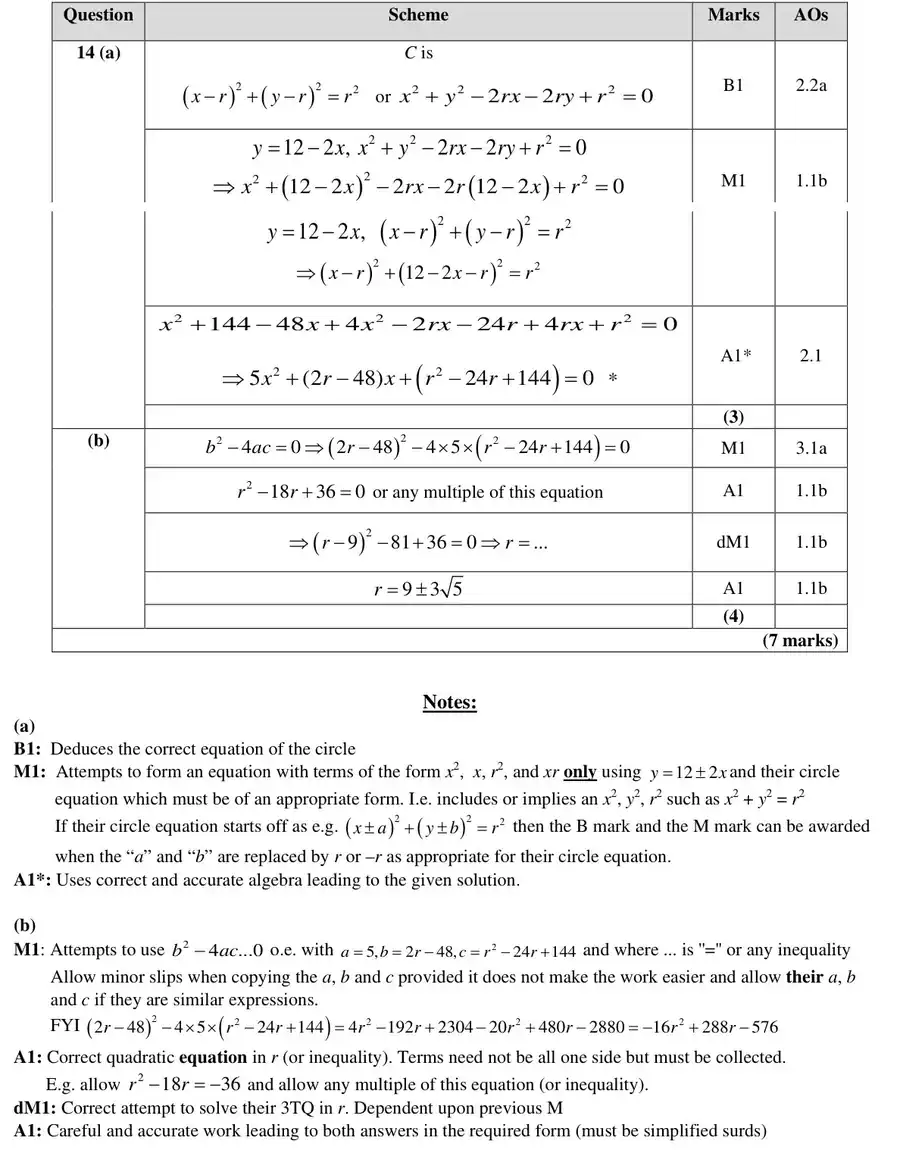 Question Scheme Marks AOs
14 (a) C is
(x − r)² + (y − r)² = r² or x² + y² − 2rx − 2ry + r² = 0 B1 2.2a
y = 12 − 2x, x² + y² − 2rx − 2ry + r² = 0
⇒ x² + (12 − 2x)² − 2rx − 2r(12 − 2x) + r² = 0 M1 1.1b
y = 12 − 2x, (x − r)² + (y − r)² = r²
⇒ (x − r)² + (12 − 2x − r)² = r²
x² + 144 − 48x + 4x² − 2rx − 24r + 4rx + r² = 0
⇒ 5x² + (2r − 48)x + (r² − 24r + 144) = 0 * A1* 2.1
(3)
(b) b² − 4ac = 0 ⇒ (2r − 48)² − 4 × 5 × (r² − 24r + 144) = 0 M1 3.1a
r² − 18r + 36 = 0 or any multiple of this equation A1 1.1b
⇒ (r − 9)² − 81 + 36 = 0 ⇒ r = ... dM1 1.1b
r = 9 ± 3√5 A1 1.1b
(4)
(7 marks)
Notes:
(a)
B1: Deduces the correct equation of the circle
M1: Attempts to form an equation with terms of the form x², x, r², and xr only using y = 12 ± 2x and their circle
equation which must be of an appropriate form. I.e. includes or implies an x², y², r² such as x² + y² = r²
If their circle equation starts off as e.g. (x ± a)² + (y ± b)² = r² then the B mark and the M mark can be awarded
when the “a” and “b” are replaced by r or –r as appropriate for their circle equation.
A1*: Uses correct and accurate algebra leading to the given solution.
(b)
M1: Attempts to use b² − 4ac...0 o.e. with a = 5, b = 2r − 48, c = r² − 24r + 144 and where ... is "=" or any inequality
Allow minor slips when copying the a, b and c provided it does not make the work easier and allow their a, b
and c if they are similar expressions.
FYI (2r − 48)² − 4 × 5 × (r² − 24r + 144) = 4r² − 192r + 2304 − 20r² + 480r − 2880 = −16r² + 288r − 576
A1: Correct quadratic equation in r (or inequality). Terms need not be all one side but must be collected.
E.g. allow r² − 18r = −36 and allow any multiple of this equation (or inequality).
dM1: Correct attempt to solve their 3TQ in r. Dependent upon previous M
A1: Careful and accurate work leading to both answers in the required form (must be simplified surds)